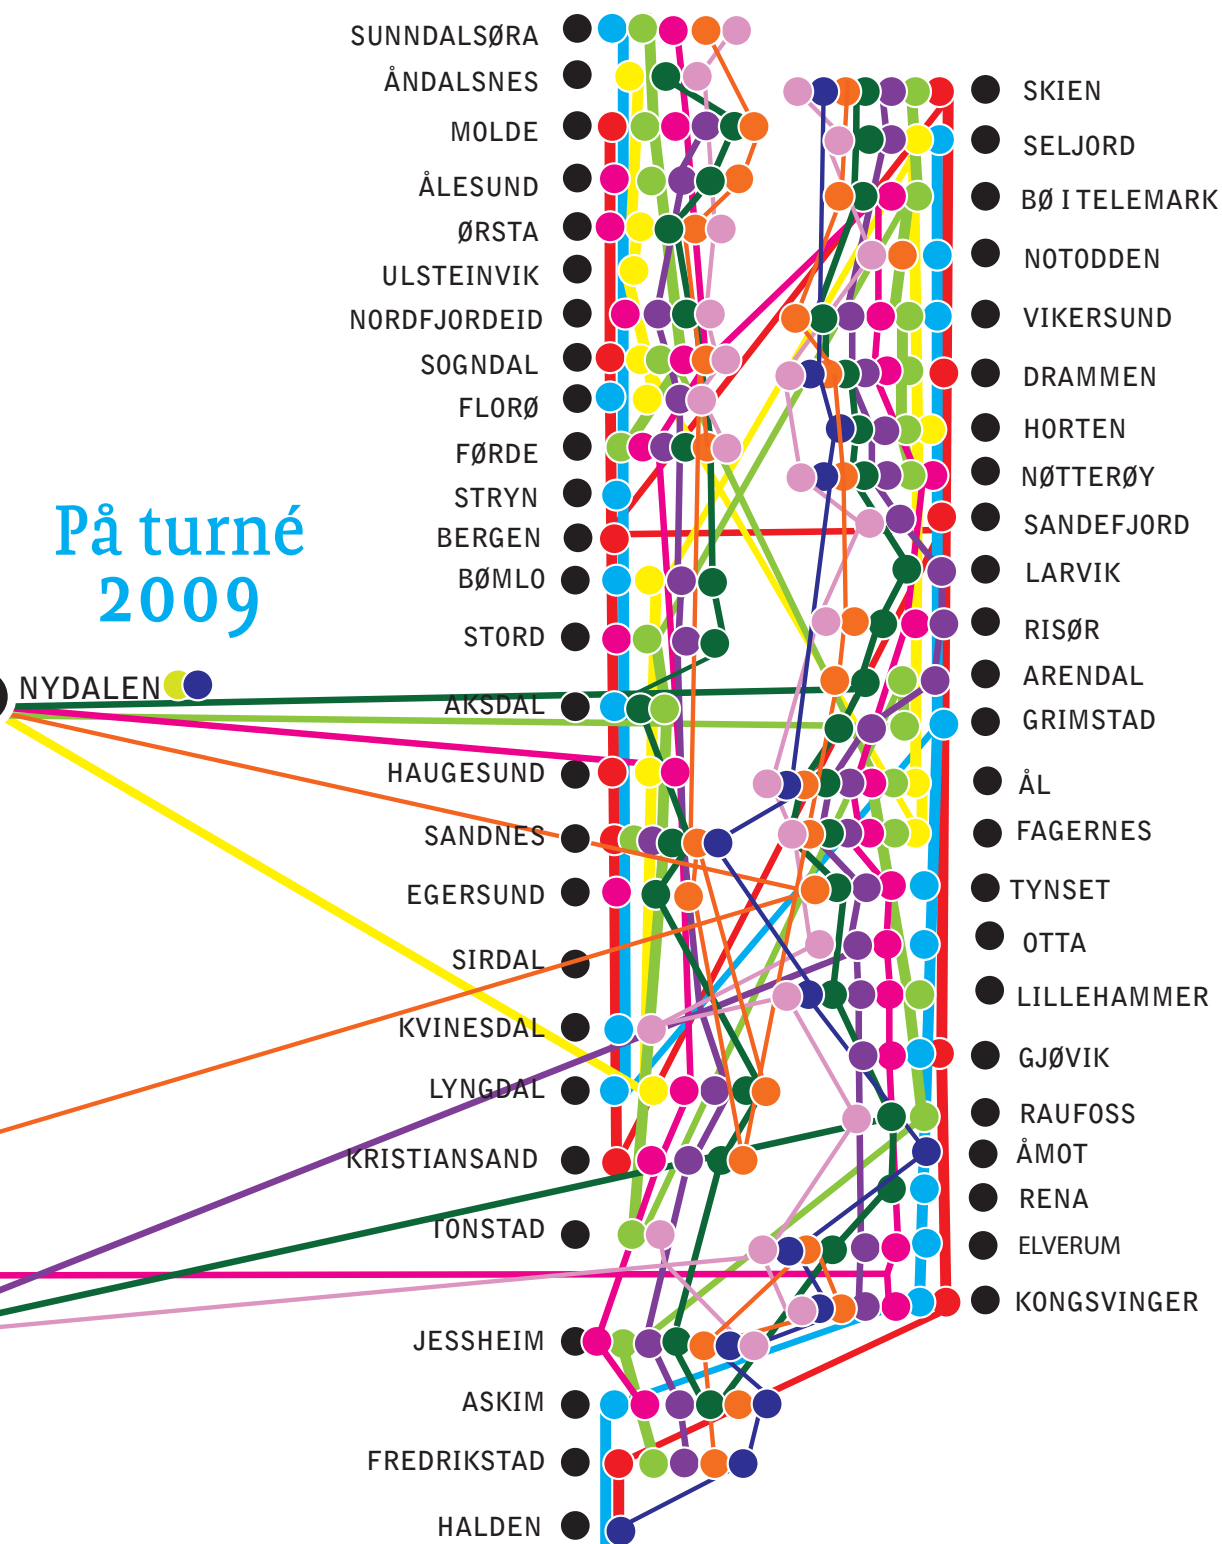 SUNNDALSØRA
ÅNDALSNES
MOLDE
ÅLESUND
ØRSTA
ULSTEINVIK
NORDFJORDEID
SOGNDAL
FLORØ
FØRDE
STRYN
BERGEN
BØMLO
STORD
AKSDAL
HAUGESUND
SANDNES
EGERSUND
SIRDAL
KVINESDAL
LYNGDAL
KRISTIANSAND
TONSTAD
JESSHEIM
ASKIM
FREDRIKSTAD
HALDEN
På turné
2009
NYDALEN
SKIEN
SELJORD
BØ I TELEMARK
NOTODDEN
VIKERSUND
DRAMMEN
HORTEN
NØTTERØY
SANDEFJORD
LARVIK
RISØR
ARENDAL
GRIMSTAD
ÅL
FAGERNES
TYNSET
OTTA
LILLEHAMMER
GJØVIK
RAUFOSS
ÅMOT
RENA
ELVERUM
KONGSVINGER